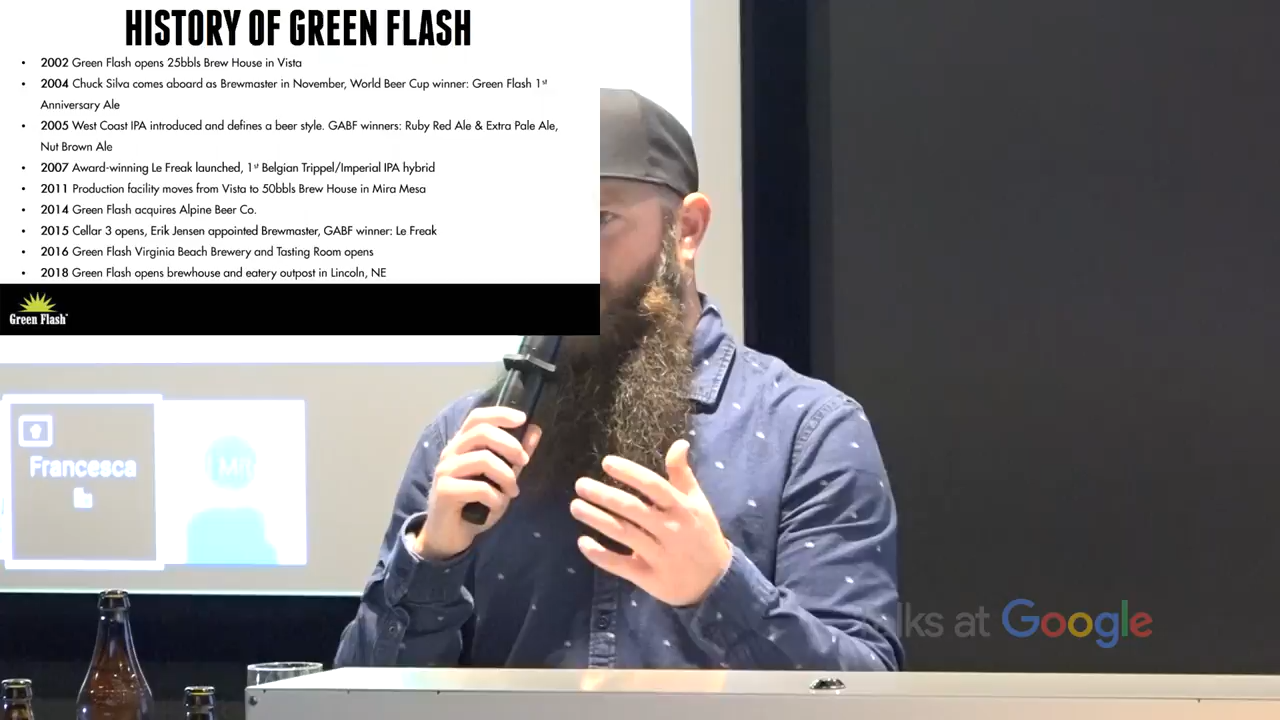 HISTORY OF GREEN FLASH
• 2002 Green Flash opens 25bbls Brew House in Vista
• 2004 Chuck Silva comes aboard as Brewmaster in November, World Beer Cup winner: Green Flash 1st
Anniversary Ale
• 2005 West Coast IPA introduced and defines a beer style. GABF winners: Ruby Red Ale & Extra Pale Ale,
Nut Brown Ale
• 2007 Award-winning Le Freak launched, 1st Belgian Trippel/Imperial IPA hybrid
• 2011 Production facility moves from Vista to 50bbls Brew House in Mira Mesa
• 2014 Green Flash acquires Alpine Beer Co.
• 2015 Cellar 3 opens, Erik Jensen appointed Brewmaster, GABF winner: Le Freak
• 2016 Green Flash Virginia Beach Brewery and Tasting Room opens
• 2018 Green Flash opens brewhouse and eatery outpost in Lincoln, NE
Green Flash
Francesca
at Google